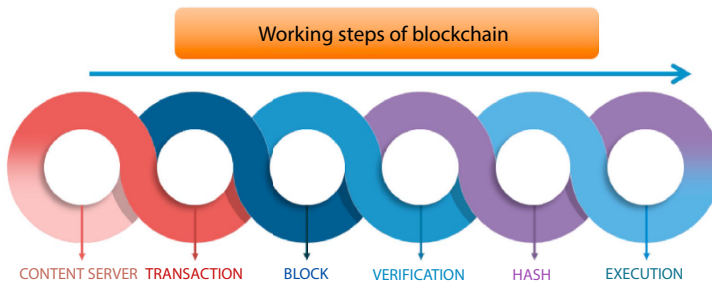 Working steps of blockchain
CONTENT SERVER TRANSACTION BLOCK VERIFICATION HASH EXECUTION